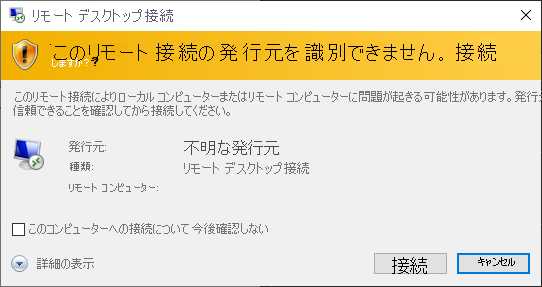 リモート デスクトップ接続
このリモート 接続の発行元を識別できません。接続
しますか？?
このリモート接続によりローカル コンピューターまたはリモート コンピューターに問題が起きる可能性があります。発行元
信頼できることを確認してから接続してください。
発行元: 不明な発行元
種類: リモート デスクトップ接続
リモート コンピューター:
このコンピューターへの接続について今後確認しない
詳細の表示 接続 キャンセル